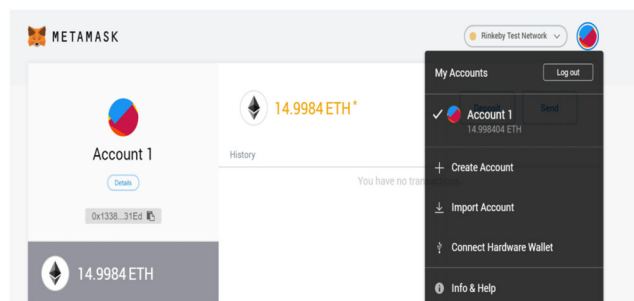 METAMASK
Rinkeby Test Network
My Accounts
Log out
Account 1
14.998404 ETH
Create Account
Import Account
Connect Hardware Wallet
Info & Help
Account 1
Details
0x1338...31Ed
14.9984 ETH
14.9984 ETH*
Deposit
Send
History
You have no transactions